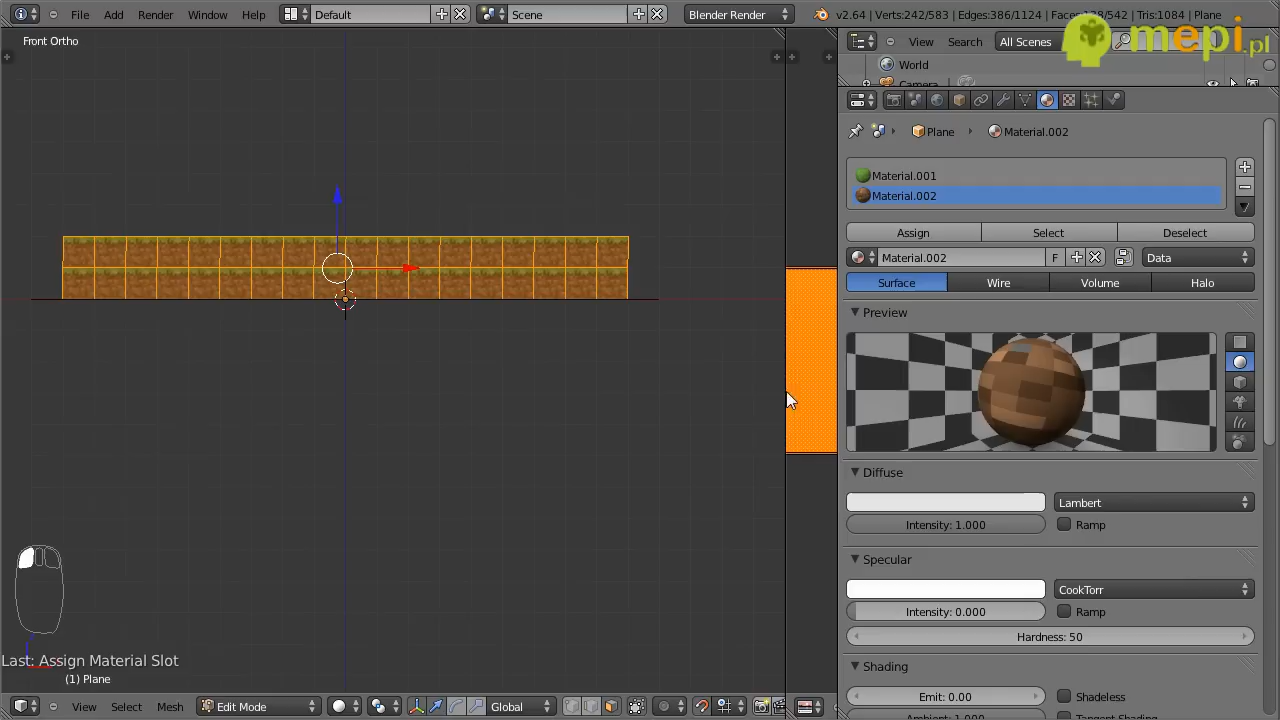 File Add Render Window Help Default Scene Blender Render v2.64 | Verts:242/583 | Edges:386/1124 | Tris:1084 | Plane
mepi.pl
Front Ortho
View Search All Scenes
World
Plane Material.002
Material.001
Material.002
Assign Select Deselect
Material.002 F Data
Surface Wire Volume Halo
Preview
Diffuse
Lambert
Intensity: 1.000 Ramp
Specular
CookTorr
Intensity: 0.000 Ramp
Hardness: 50
Shading
Emit: 0.00 Shadeless
Last: Assign Material Slot
(1) Plane
View Select Mesh Edit Mode Global